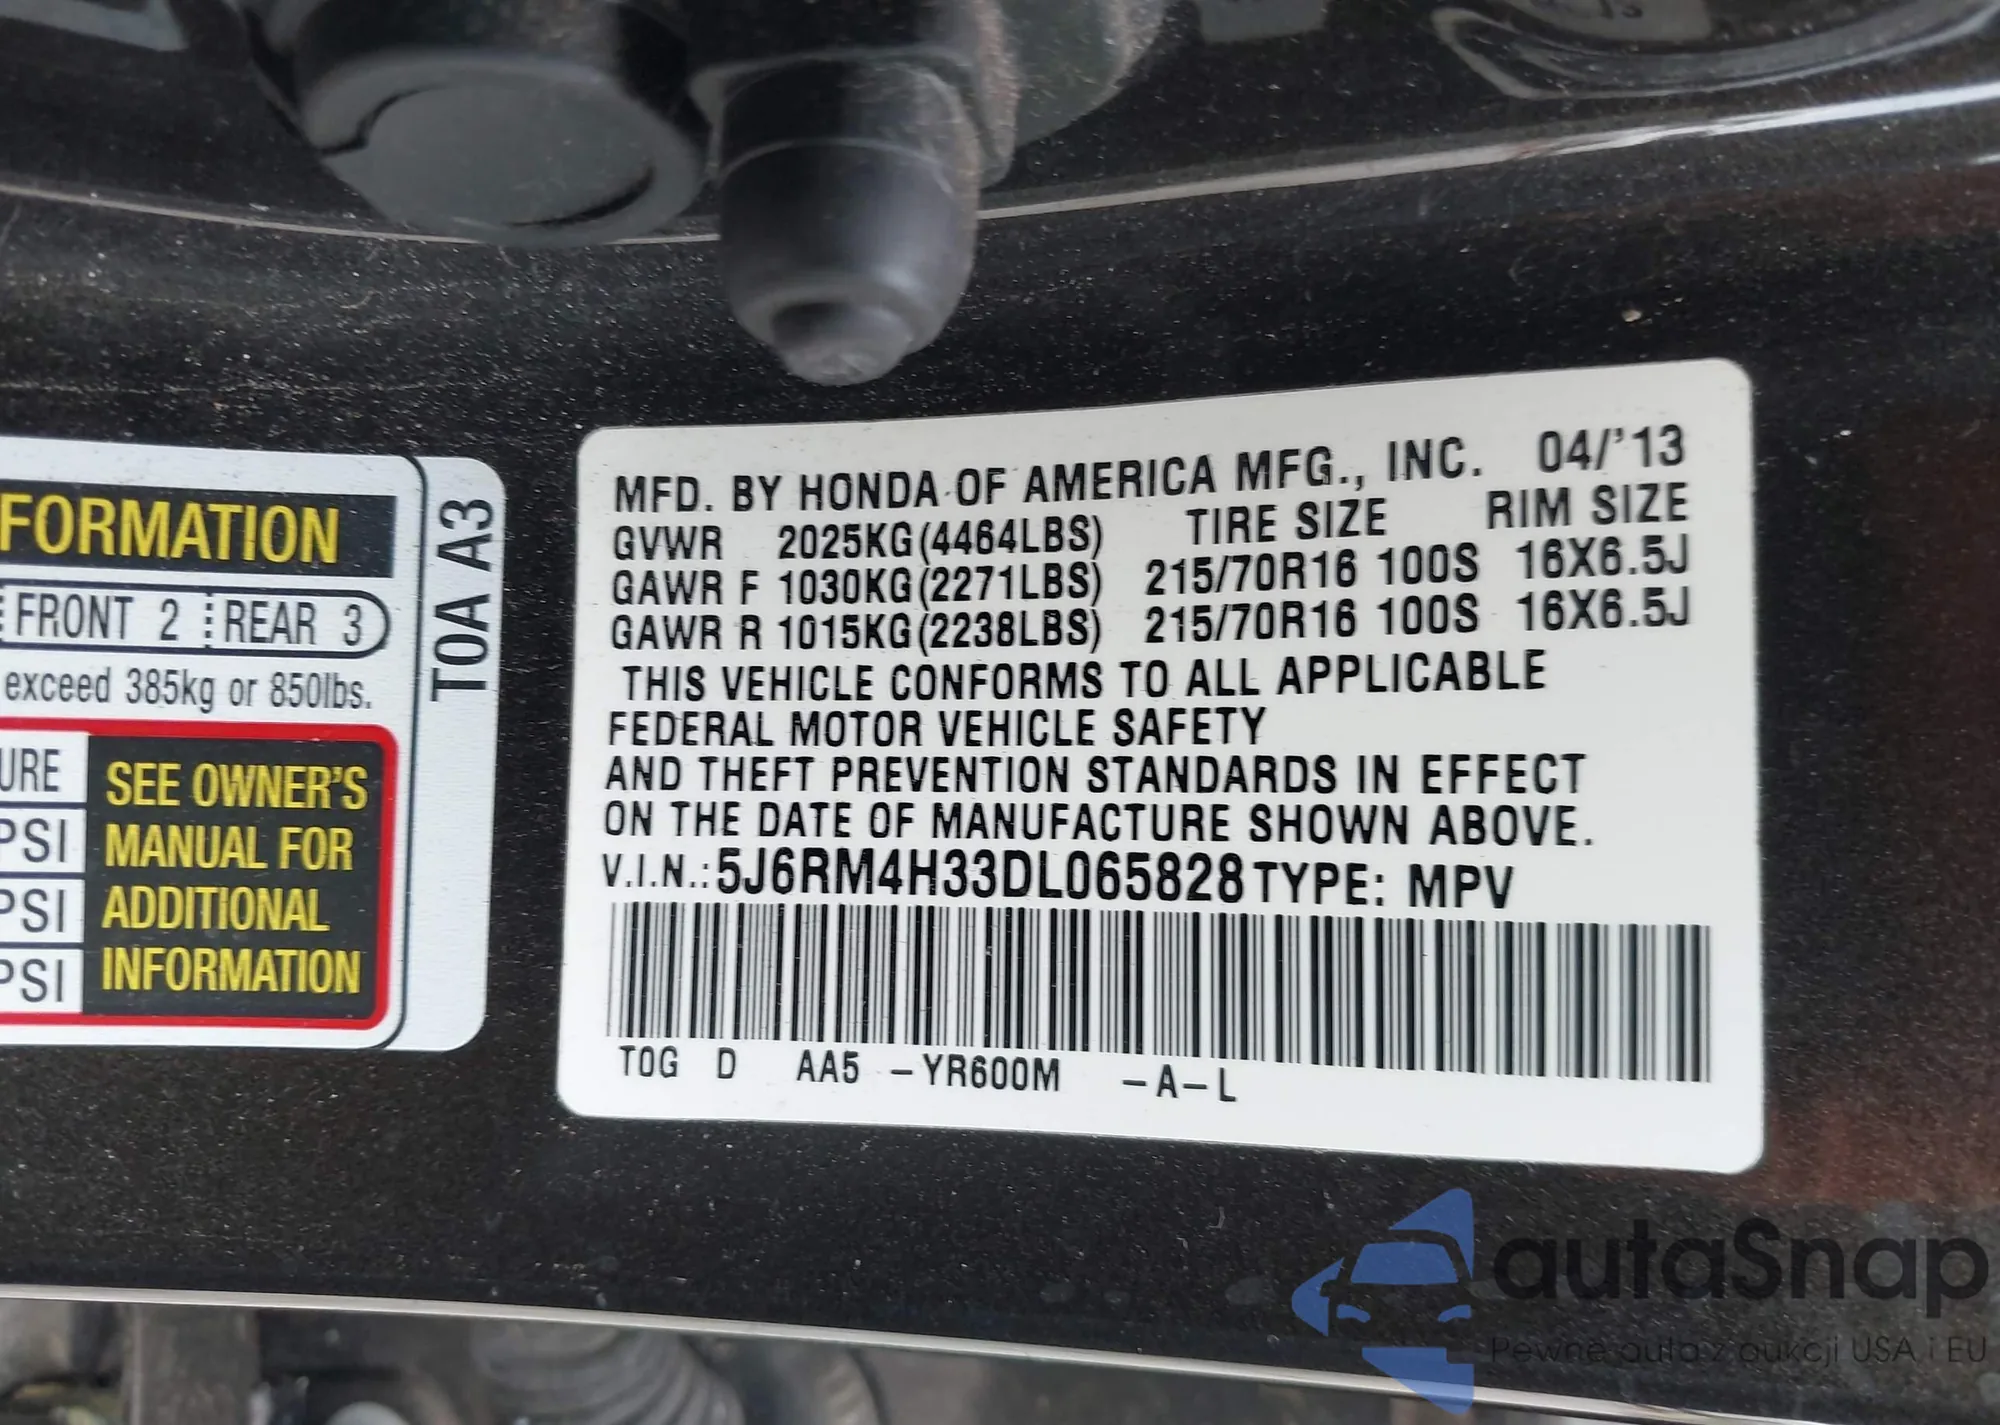 FORMATION
FRONT 2 REAR 3
exceed 385kg or 850lbs.
URE
PSI
PSI
PSI
SEE OWNER'S
MANUAL FOR
ADDITIONAL
INFORMATION
T0A A3
MFD. BY HONDA OF AMERICA MFG., INC. 04/'13
GVWR 2025KG(4464LBS) TIRE SIZE RIM SIZE
GAWR F 1030KG(2271LBS) 215/70R16 100S 16X6.5J
GAWR R 1015KG(2238LBS) 215/70R16 100S 16X6.5J
THIS VEHICLE CONFORMS TO ALL APPLICABLE
FEDERAL MOTOR VEHICLE SAFETY
AND THEFT PREVENTION STANDARDS IN EFFECT
ON THE DATE OF MANUFACTURE SHOWN ABOVE.
V.I.N.:5J6RM4H33DL065828 TYPE: MPV
T0G D AA5 -YR600M -A-L
autaSnap
Pewne auta z aukcji USA i EU